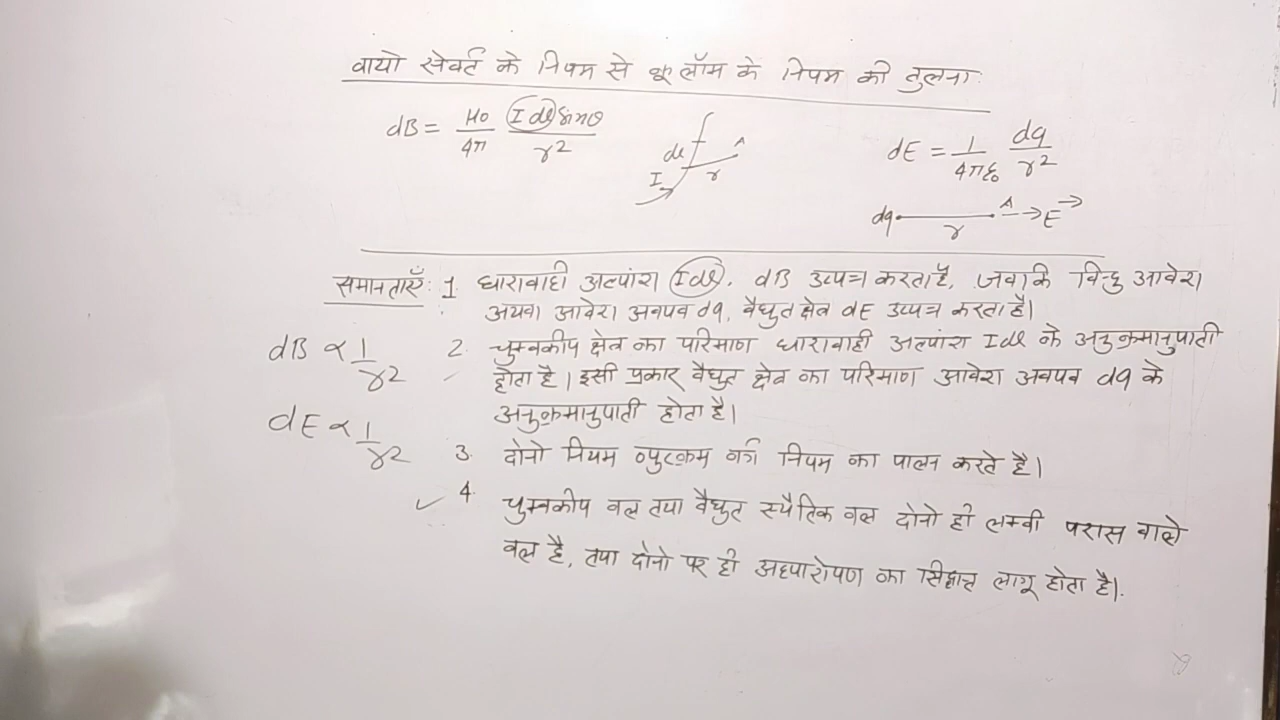 वायो सेवर्ट के नियम से कूलॉम के नियम की तुलना:
dB = μ0/4π (Idl)sinθ/r2
dl r A I
dE = 1/4πε0 dq/r2
dq r A → E→
समानताएँ: 1. धारावाही अल्पांश Idl, dB उत्पन्न करता है, जबकि बिन्दु आवेश
अथवा आवेश अवयव dq, वैद्युत क्षेत्र dE उत्पन्न करता है।
dB ∝ 1/r2
2. चुम्बकीय क्षेत्र का परिमाण धारावाही अल्पांश Idl के अनुक्रमानुपाती
होता है। इसी प्रकार वैद्युत क्षेत्र का परिमाण आवेश अवयव dq के
अनुक्रमानुपाती होता है।
dE ∝ 1/r2
3. दोनो नियम व्युत्क्रम वर्ग नियम का पालन करते है।
4. चुम्बकीय बल तथा वैद्युत स्थैतिक बल दोनो ही लम्बी परास वाले
बल है, तथा दोनो पर ही अध्यारोपण का सिद्धान्त लागू होता है।